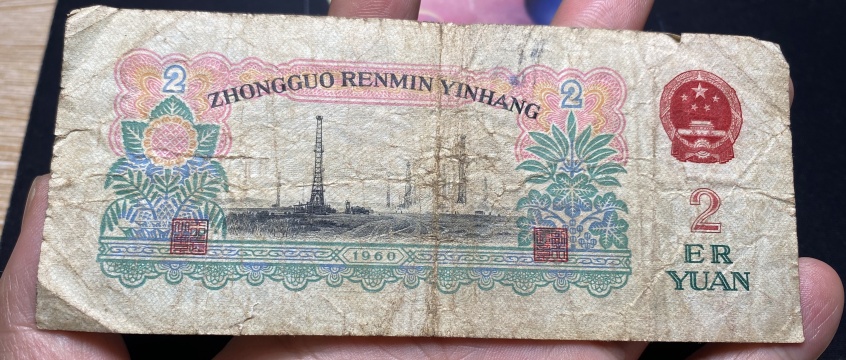 2
ZHONGGUO RENMIN YINHANG
2
1960
2
ER
YUAN